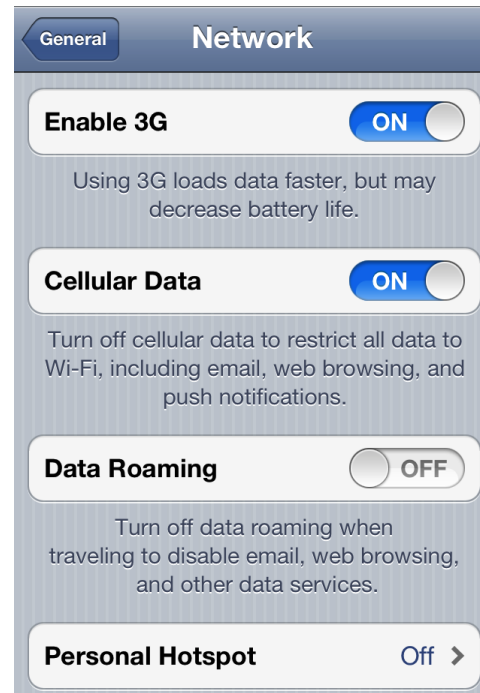 General
Network
Enable 3G
ON
Using 3G loads data faster, but may
decrease battery life.
Cellular Data
ON
Turn off cellular data to restrict all data to
Wi-Fi, including email, web browsing, and
push notifications.
Data Roaming
OFF
Turn off data roaming when
traveling to disable email, web browsing,
and other data services.
Personal Hotspot
Off